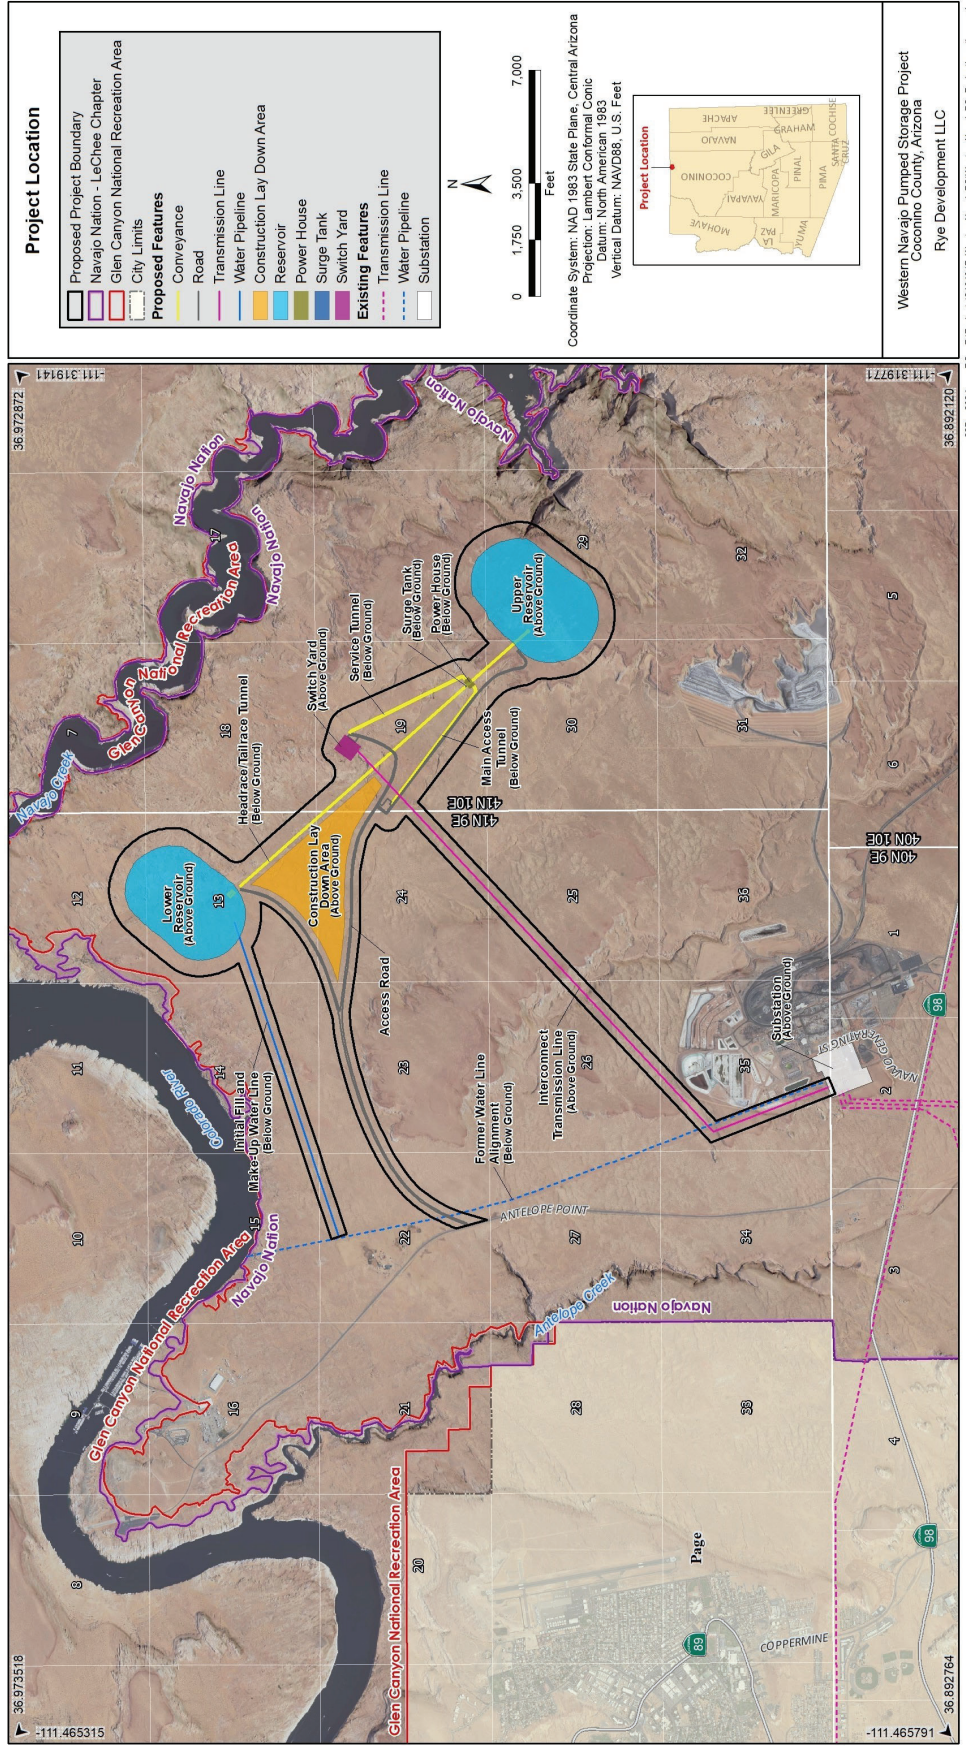 Project Location
Proposed Project Boundary
Navajo Nation - LeChee Chapter
Glen Canyon National Recreation Area
City Limits
Proposed Features
Conveyance
Road
Transmission Line
Water Pipeline
Construction Lay Down Area
Reservoir
Power House
Surge Tank
Switch Yard
Existing Features
Transmission Line
Water Pipeline
Substation
N
0 1,750 3,500 7,000
Feet
Coordinate System: NAD 1983 State Plane, Central Arizona
Projection: Lambert Conformal Conic
Datum: North American 1983
Vertical Datum: NAVD88, U.S. Feet
Project Location
MOHAVE
COCONINO
NAVAJO
APACHE
YAVAPAI
LA
PAZ
MARICOPA
GILA
GREENLEE
GRAHAM
PINAL
YUMA
PIMA
COCHISE
SANTA
CRUZ
Western Navajo Pumped Storage Project
Coconino County, Arizona
Rye Development LLC
36.973518
-111.465315
36.972872
-111.319141
36.892764
-111.465791
36.892120
-111.319771
8
9
10
11
12
7
17
18
13
14
15
16
20
21
22
23
24
19
29
30
25
26
27
28
33
34
35
36
31
32
5
6
1
2
3
4
Navajo Creek
Glen Canyon National Recreation Area
Navajo Nation
Navajo Nation
Navajo Nation
Colorado River
Glen Canyon National Recreation Area
Navajo Nation
Glen Canyon National Recreation Area
Antelope Creek
Navajo Nation
Lower
Reservoir
(Above Ground)
Headrace/Tailrace Tunnel
(Below Ground)
Switch Yard
(Above Ground)
Service Tunnel
(Below Ground)
Surge Tank
(Below Ground)
Power House
(Below Ground)
Upper
Reservoir
(Above Ground)
Main Access
Tunnel
(Below Ground)
Construction Lay
Down Area
(Above Ground)
Access Road
Initial Fill and
Make-Up Water Line
(Below Ground)
Former Water Line
Alignment
(Below Ground)
Interconnect
Transmission Line
(Above Ground)
Substation
(Above Ground)
ANTELOPE POINT
NAVAJO GENERATING ST
41N 9E
41N 10E
40N 9E
40N 10E
Page
COPPERMINE
89
98
98